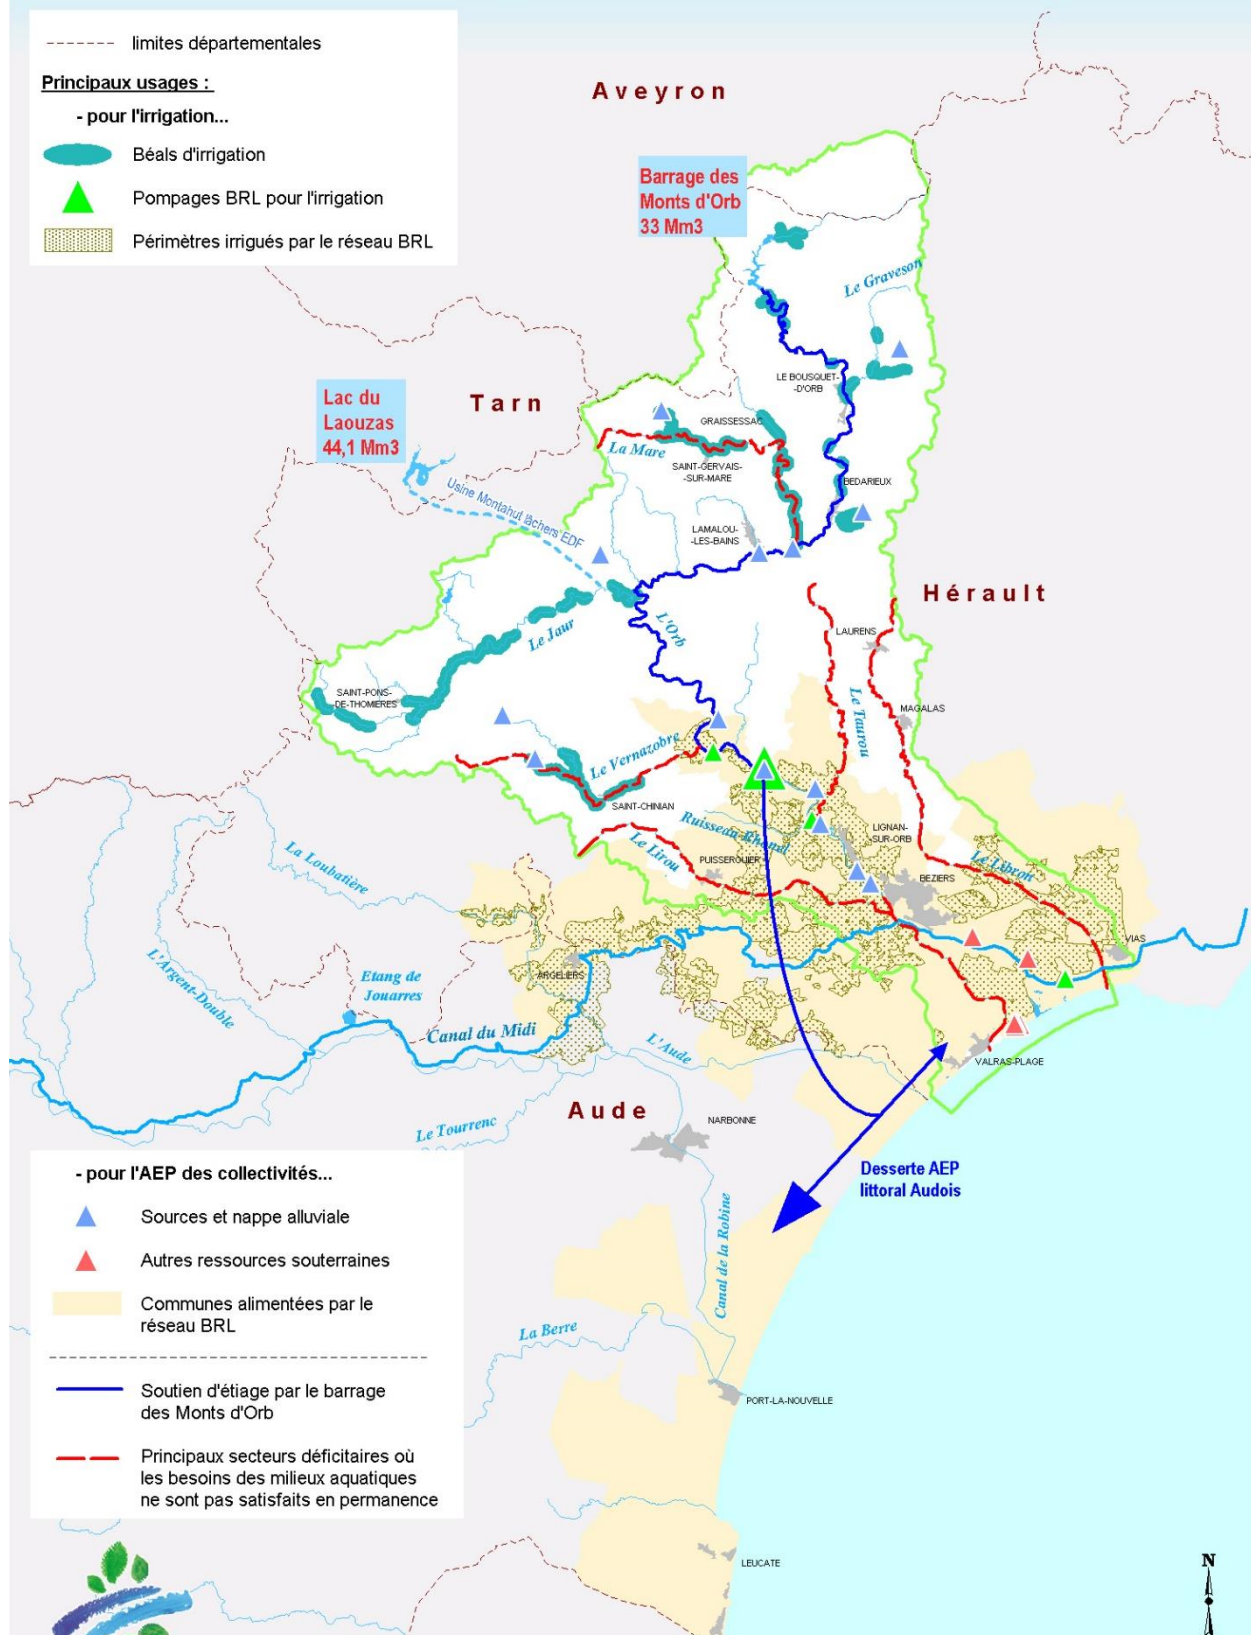 limites départementales
Principaux usages :
- pour l'irrigation...
Béals d'irrigation
Pompages BRL pour l'irrigation
Périmètres irrigués par le réseau BRL
Aveyron
Barrage des
Monts d'Orb
33 Mm3
Le Graveson
Lac du
Laouzas
44,1 Mm3
Tarn
LE BOUSQUET-
-D'ORB
GRAISSESSAC
La Mare
SAINT-GERVAIS-
-SUR-MARE
BEDARIEUX
Usine Montahut lâchers EDF
LAMALOU-
-LES-BAINS
Hérault
L'Orb
Le Jaur
LAURENS
SAINT-PONS-
DE-THOMIERES
Le Taurou
MAGALAS
Le Vernazobre
SAINT-CHINIAN
Ruisseau Rhonel
LIGNAN-
SUR-ORB
Le Lirou
PUISSERGUIER
La Loubatière
BEZIERS
Le Libron
VIAS
L'Argent-Double
ARGELIERS
Etang de
Jouarres
Canal du Midi
L'Aude
VALRAS-PLAGE
Aude
NARBONNE
Le Tourrenc
Desserte AEP
littoral Audois
- pour l'AEP des collectivités...
Sources et nappe alluviale
Autres ressources souterraines
Communes alimentées par le
réseau BRL
Canal de la Robine
La Berre
Soutien d'étiage par le barrage
des Monts d'Orb
PORT-LA-NOUVELLE
Principaux secteurs déficitaires où
les besoins des milieux aquatiques
ne sont pas satisfaits en permanence
LEUCATE
N